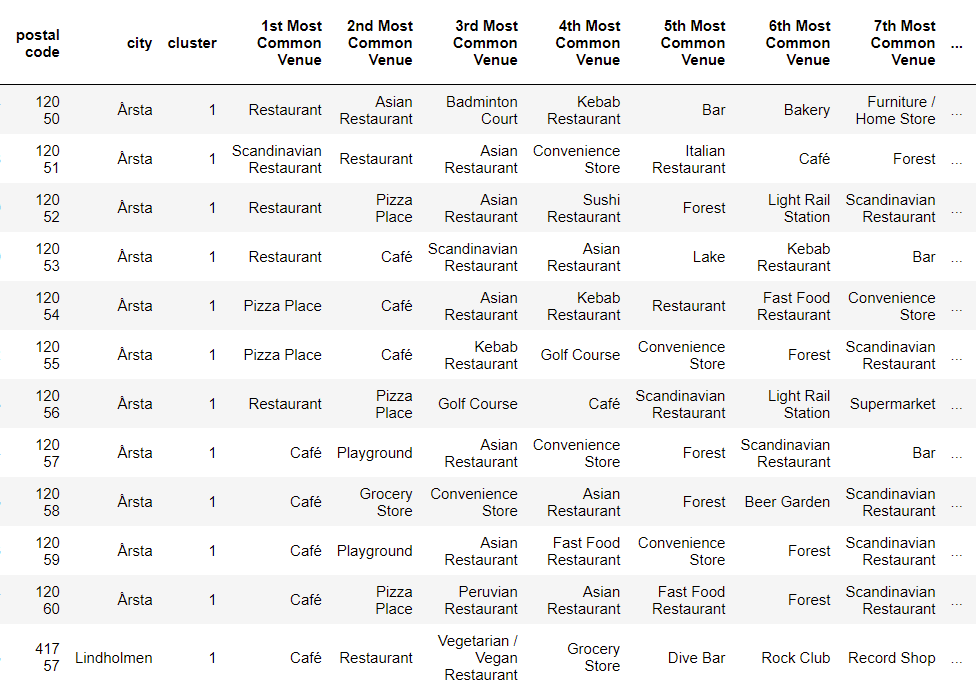 postal code city cluster 1st Most Common Venue 2nd Most Common Venue 3rd Most Common Venue 4th Most Common Venue 5th Most Common Venue 6th Most Common Venue 7th Most Common Venue ...
120 50 Årsta 1 Restaurant Asian Restaurant Badminton Court Kebab Restaurant Bar Bakery Furniture / Home Store ...
120 51 Årsta 1 Scandinavian Restaurant Restaurant Asian Restaurant Convenience Store Italian Restaurant Café Forest ...
120 52 Årsta 1 Restaurant Pizza Place Asian Restaurant Sushi Restaurant Forest Light Rail Station Scandinavian Restaurant ...
120 53 Årsta 1 Restaurant Café Scandinavian Restaurant Asian Restaurant Lake Kebab Restaurant Bar ...
120 54 Årsta 1 Pizza Place Café Asian Restaurant Kebab Restaurant Restaurant Fast Food Restaurant Convenience Store ...
120 55 Årsta 1 Pizza Place Café Kebab Restaurant Golf Course Convenience Store Forest Scandinavian Restaurant ...
120 56 Årsta 1 Restaurant Pizza Place Golf Course Café Scandinavian Restaurant Light Rail Station Supermarket ...
120 57 Årsta 1 Café Playground Asian Restaurant Convenience Store Forest Scandinavian Restaurant Bar ...
120 58 Årsta 1 Café Grocery Store Convenience Store Asian Restaurant Forest Beer Garden Scandinavian Restaurant ...
120 59 Årsta 1 Café Playground Asian Restaurant Fast Food Restaurant Convenience Store Forest Scandinavian Restaurant ...
120 60 Årsta 1 Café Pizza Place Peruvian Restaurant Asian Restaurant Fast Food Restaurant Forest Scandinavian Restaurant ...
417 57 Lindholmen 1 Café Restaurant Vegetarian / Vegan Restaurant Grocery Store Dive Bar Rock Club Record Shop ...